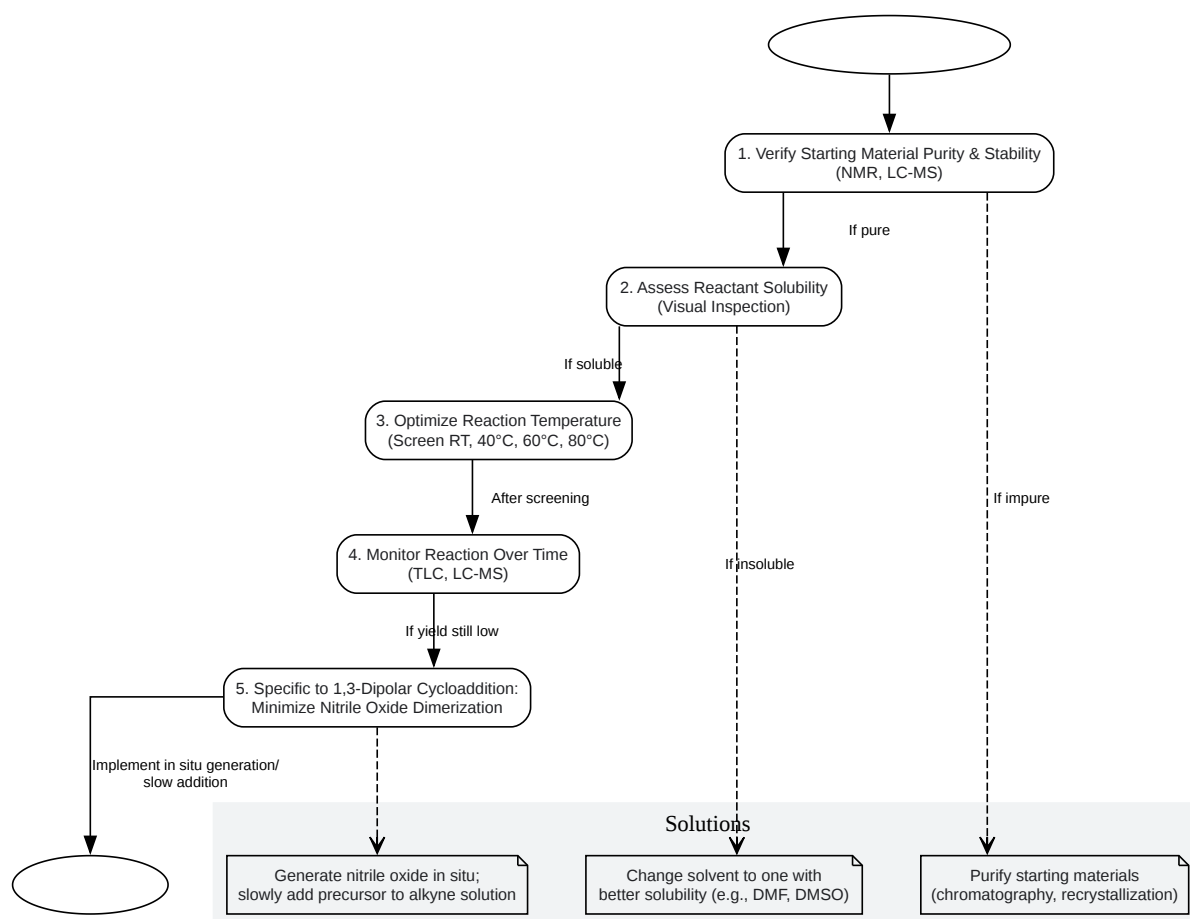 1. Verify Starting Material Purity & Stability
(NMR, LC-MS)
If pure
2. Assess Reactant Solubility
(Visual Inspection)
If soluble
3. Optimize Reaction Temperature
(Screen RT, 40°C, 60°C, 80°C)
After screening
If impure
4. Monitor Reaction Over Time
(TLC, LC-MS)
If insoluble
If yield still low
5. Specific to 1,3-Dipolar Cycloaddition:
Minimize Nitrile Oxide Dimerization
Implement in situ generation/
slow addition
Solutions
Generate nitrile oxide in situ;
slowly add precursor to alkyne solution
Change solvent to one with
better solubility (e.g., DMF, DMSO)
Purify starting materials
(chromatography, recrystallization)